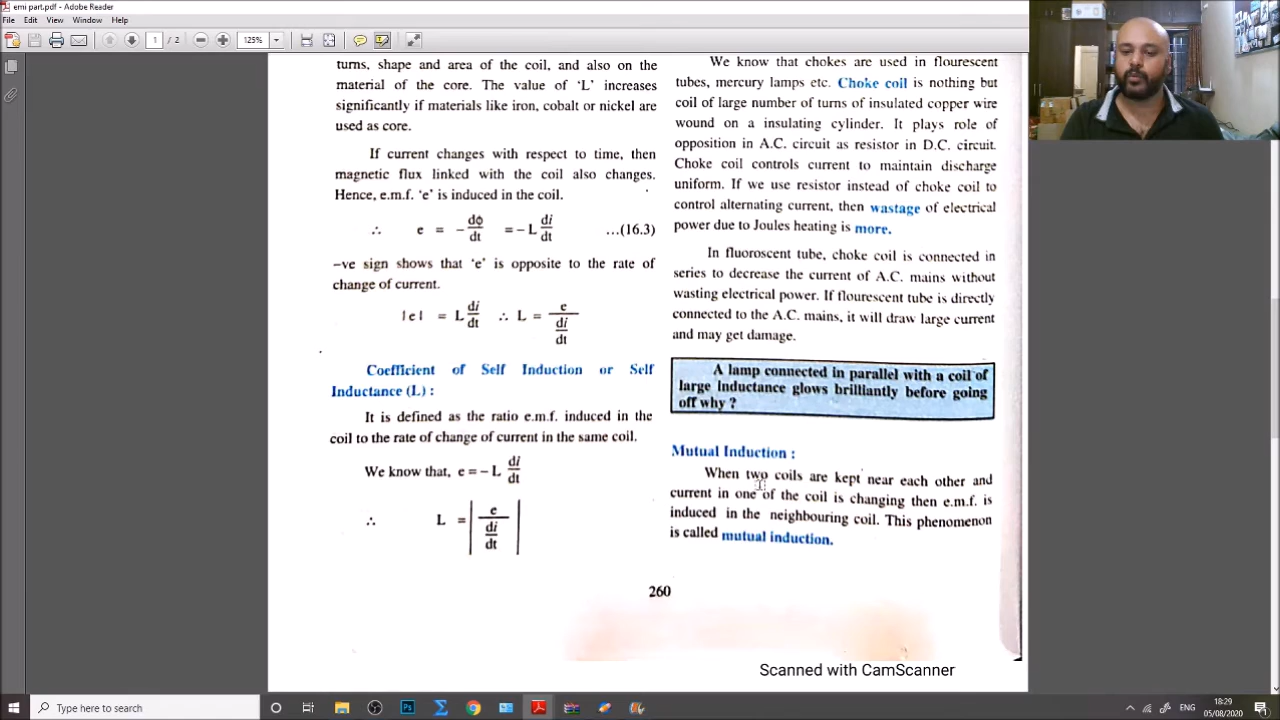 emi part.pdf - Adobe Reader
File Edit View Window Help
1 / 2 125%
turns, shape and area of the coil, and also on the
material of the core. The value of 'L' increases
significantly if materials like iron, cobalt or nickel are
used as core.
If current changes with respect to time, then
magnetic flux linked with the coil also changes.
Hence, e.m.f. 'e' is induced in the coil.
∴ e = - dϕ/dt = - L di/dt ...(16.3)
-ve sign shows that 'e' is opposite to the rate of
change of current.
|e| = L di/dt ∴ L = e / (di/dt)
Coefficient of Self Induction or Self
Inductance (L) :
It is defined as the ratio e.m.f. induced in the
coil to the rate of change of current in the same coil.
We know that, e = - L di/dt
∴ L = | e / (di/dt) |
We know that chokes are used in flourescent
tubes, mercury lamps etc. Choke coil is nothing but
coil of large number of turns of insulated copper wire
wound on a insulating cylinder. It plays role of
opposition in A.C. circuit as resistor in D.C. circuit.
Choke coil controls current to maintain discharge
uniform. If we use resistor instead of choke coil to
control alternating current, then wastage of electrical
power due to Joules heating is more.
In fluoroscent tube, choke coil is connected in
series to decrease the current of A.C. mains without
wasting electrical power. If flourescent tube is directly
connected to the A.C. mains, it will draw large current
and may get damage.
A lamp connected in parallel with a coil of
large Inductance glows brilliantly before going
off why ?
Mutual Induction :
When two coils are kept near each other and
current in one of the coil is changing then e.m.f. is
induced in the neighbouring coil. This phenomenon
is called mutual induction.
260
Scanned with CamScanner
Type here to search
ENG
18:29
05/08/2020